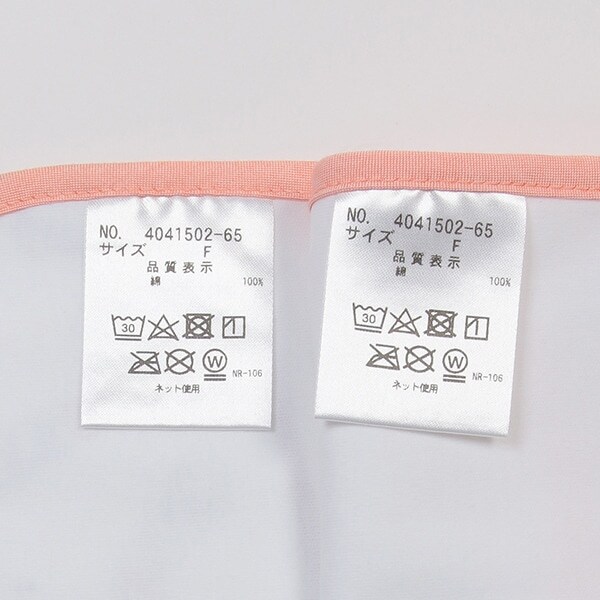 NO. 4041502-65
サイズ F
品質表示
綿 100%
30
W
NR-106
ネット使用
NO. 4041502-65
サイズ F
品質表示
綿 100%
30
W
NR-106
ネット使用